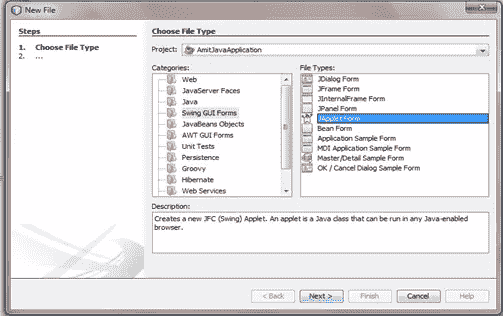 New File
Steps
1. Choose File Type
2. ...
Choose File Type
Project: AmitJavaApplication
Categories:
Web
JavaServer Faces
Java
Swing GUI Forms
JavaBeans Objects
AWT GUI Forms
Unit Tests
Persistence
Groovy
Hibernate
Web Services
File Types:
JDialog Form
JFrame Form
JInternalFrame Form
JPanel Form
JApplet Form
Bean Form
Application Sample Form
MDI Application Sample Form
Master/Detail Sample Form
OK / Cancel Dialog Sample Form
Description:
Creates a new JFC (Swing) Applet. An applet is a Java class that can be run in any Java-enabled
browser.
< Back
Next >
Finish
Cancel
Help